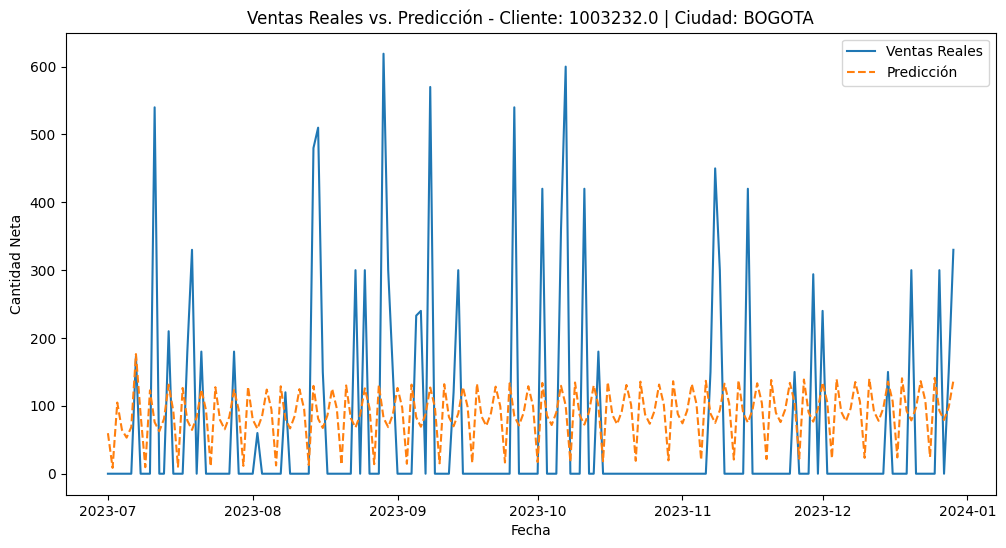 Ventas Reales vs. Predicción - Cliente: 1003232.0 | Ciudad: BOGOTA
Ventas Reales
Predicción
Cantidad Neta
600
500
400
300
200
100
0
2023-07
2023-08
2023-09
2023-10
2023-11
2023-12
2024-01
Fecha